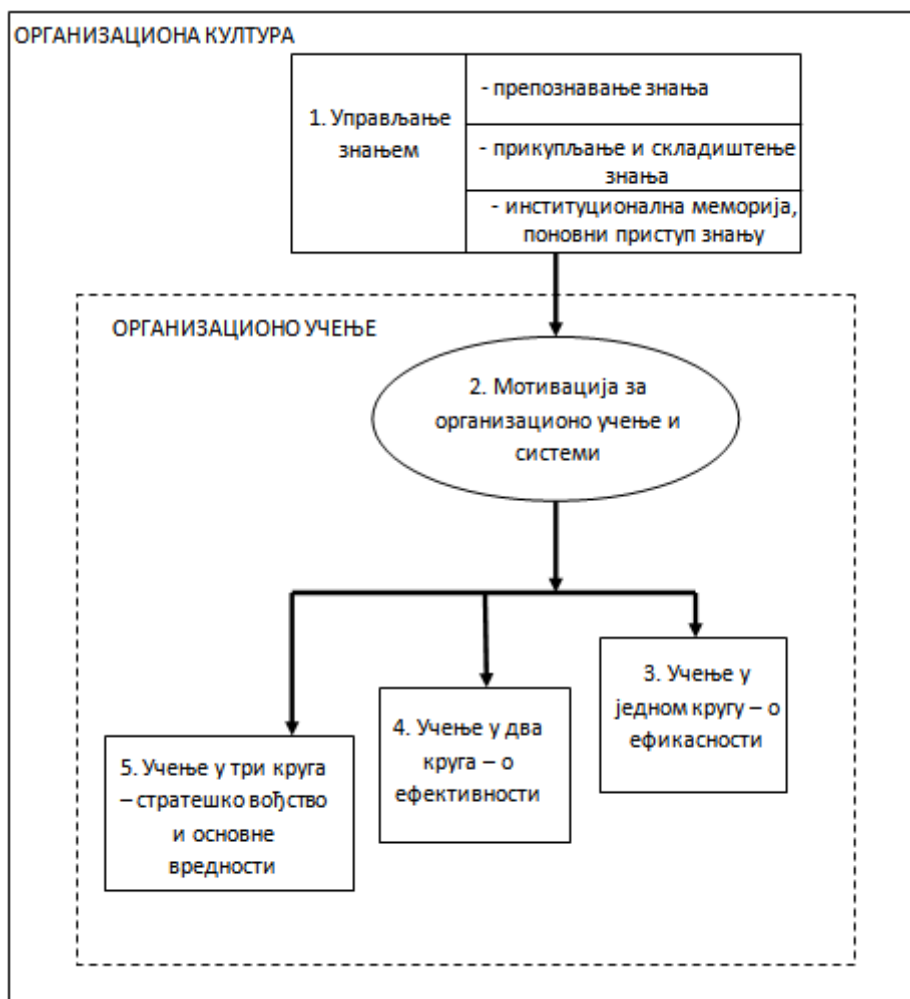 ОРГАНИЗАЦИОНА КУЛТУРА
1. Управљање
знањем
- препознавање знања
- прикупљање и складиштење
знања
- институционална меморија,
поновни приступ знању
ОРГАНИЗАЦИОНО УЧЕЊЕ
2. Мотивација за
организационо учење и
системи
3. Учење у
једном кругу – о
ефикасности
4. Учење у два
круга – о
ефективности
5. Учење у три круга
– стратешко вођство
и основне
вредности